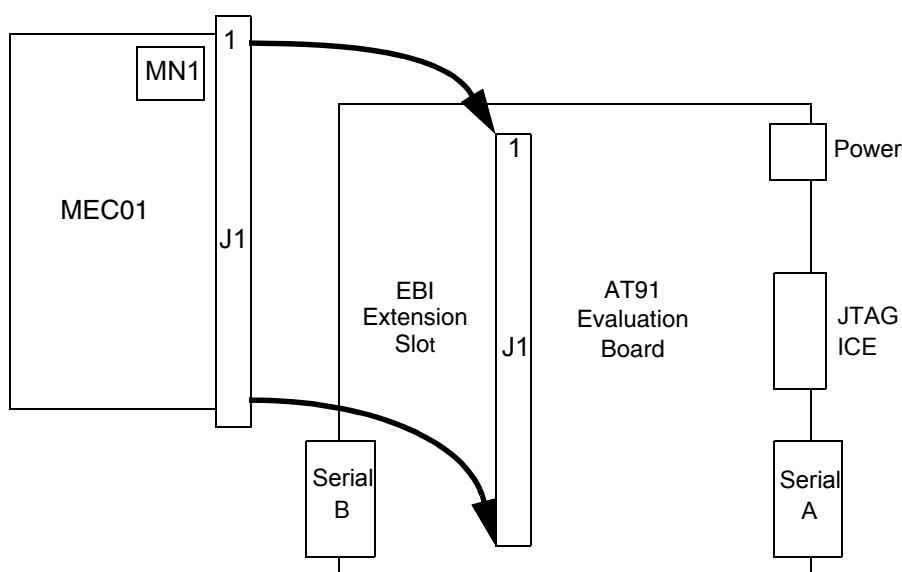 1
MN1
MEC01
J1
1
Power
EBI
Extension
Slot
J1
AT91
Evaluation
Board
JTAG
ICE
Serial
B
Serial
A